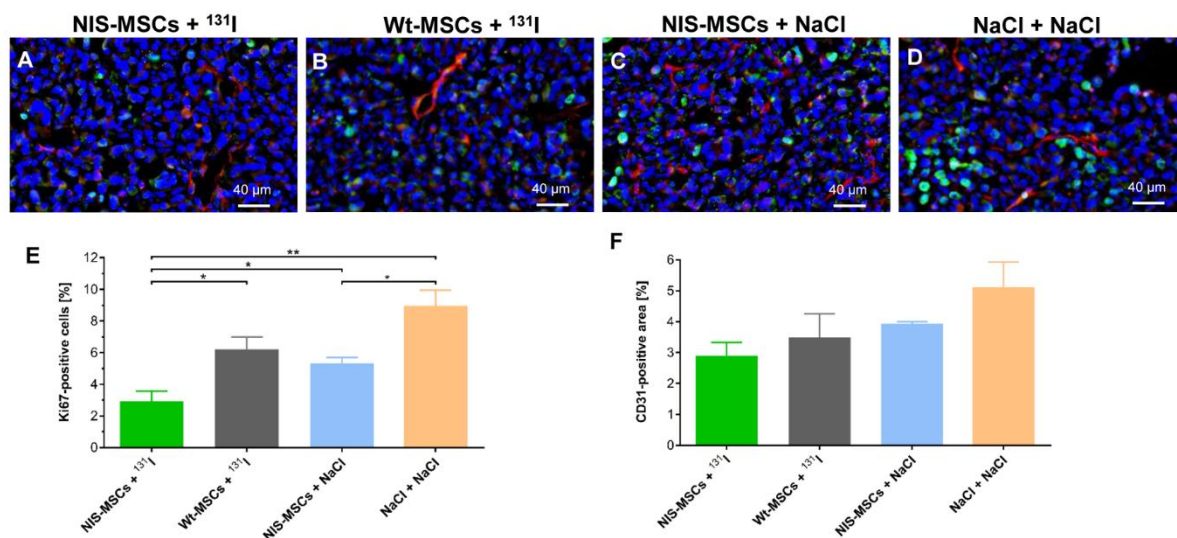 NIS-MSCs + ¹³¹I
Wt-MSCs + ¹³¹I
NIS-MSCs + NaCl
NaCl + NaCl
A
40 µm
B
40 µm
C
40 µm
D
40 µm
E
Ki67-positive cells [%]
12
10
8
6
4
2
0
**
*
*
*
NIS-MSCs + ¹³¹I
Wt-MSCs + ¹³¹I
NIS-MSCs + NaCl
NaCl + NaCl
F
CD31-positive area [%]
6
5
4
3
2
1
0
NIS-MSCs + ¹³¹I
Wt-MSCs + ¹³¹I
NIS-MSCs + NaCl
NaCl + NaCl